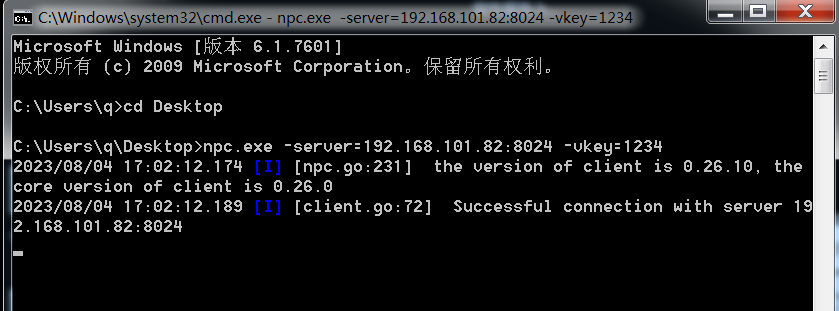 C:\Windows\system32\cmd.exe - npc.exe  -server=192.168.101.82:8024 -vkey=1234
Microsoft Windows [版本 6.1.7601]
版权所有 (c) 2009 Microsoft Corporation。保留所有权利。
C:\Users\q>cd Desktop
C:\Users\q\Desktop>npc.exe -server=192.168.101.82:8024 -vkey=1234
2023/08/04 17:02:12.174 [I] [npc.go:231]  the version of client is 0.26.10, the
core version of client is 0.26.0
2023/08/04 17:02:12.189 [I] [client.go:72]  Successful connection with server 19
2.168.101.82:8024